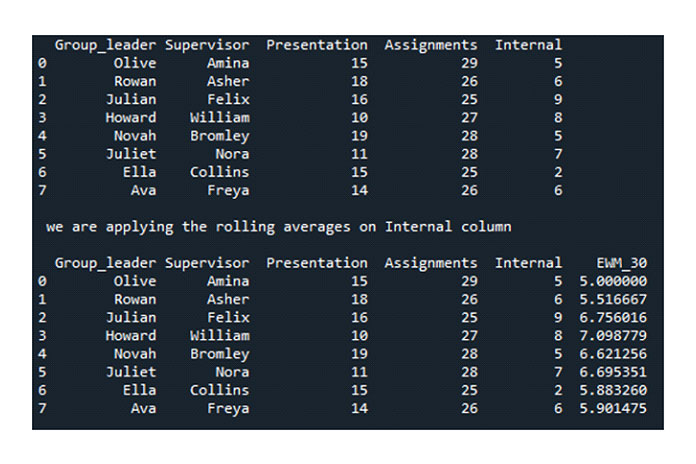 Group_leader Supervisor Presentation Assignments Internal
0 Olive Amina 15 29 5
1 Rowan Asher 18 26 6
2 Julian Felix 16 25 9
3 Howard William 10 27 8
4 Novah Bromley 19 28 5
5 Juliet Nora 11 28 7
6 Ella Collins 15 25 2
7 Ava Freya 14 26 6
we are applying the rolling averages on Internal column
Group_leader Supervisor Presentation Assignments Internal EWM_30
0 Olive Amina 15 29 5 5.000000
1 Rowan Asher 18 26 6 5.516667
2 Julian Felix 16 25 9 6.756016
3 Howard William 10 27 8 7.098779
4 Novah Bromley 19 28 5 6.621256
5 Juliet Nora 11 28 7 6.695351
6 Ella Collins 15 25 2 5.883260
7 Ava Freya 14 26 6 5.901475